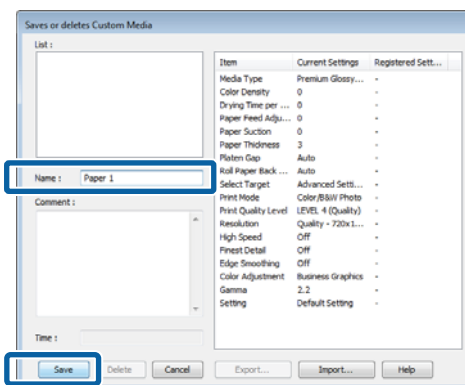 Saves or deletes Custom Media
List :
Item Current Settings Registered Sett...
Media Type Premium Glossy... -
Color Density 0 -
Drying Time per ... 0 -
Paper Feed Adju... 0 -
Paper Suction 0 -
Paper Thickness 3 -
Platen Gap Auto -
Roll Paper Back ... Auto -
Select Target Advanced Setti... -
Print Mode Color/B&W Photo -
Print Quality Level LEVEL 4 (Quality) -
Resolution Quality - 720x1... -
High Speed Off -
Finest Detail Off -
Edge Smoothing Off -
Color Adjustment Business Graphics -
Gamma 2.2 -
Setting Default Setting -
Name : Paper 1
Comment :
Time :
Save Delete Cancel Export... Import... Help